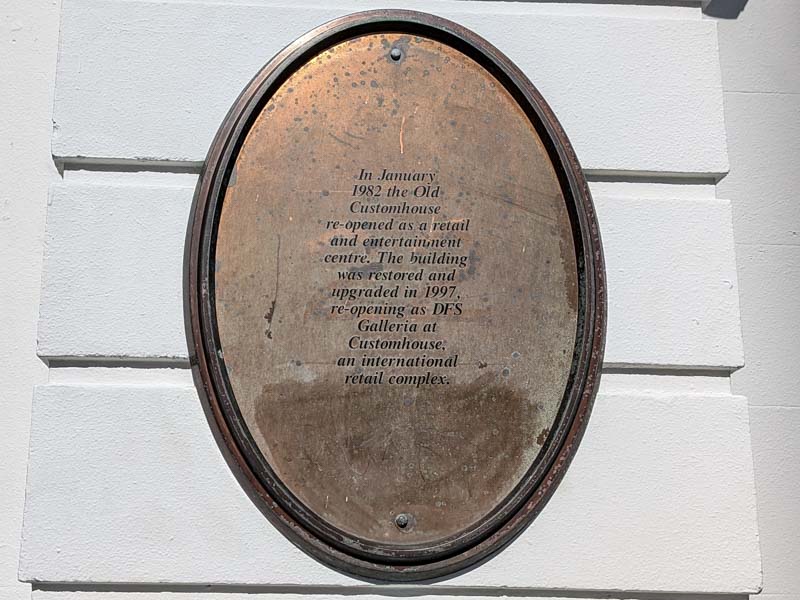 In January
1982 the Old
Customhouse
re-opened as a retail
and entertainment
centre. The building
was restored and
upgraded in 1997,
re-opening as DFS
Galleria at
Customhouse,
an international
retail complex.